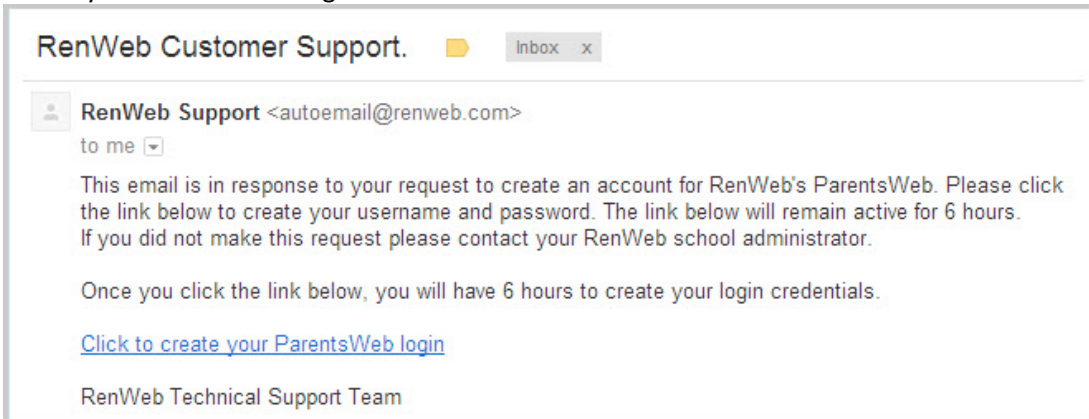 RenWeb Customer Support. Inbox x
RenWeb Support <autoemail@renweb.com>
to me
This email is in response to your request to create an account for RenWeb's ParentsWeb. Please click
the link below to create your username and password. The link below will remain active for 6 hours.
If you did not make this request please contact your RenWeb school administrator.
Once you click the link below, you will have 6 hours to create your login credentials.
Click to create your ParentsWeb login
RenWeb Technical Support Team